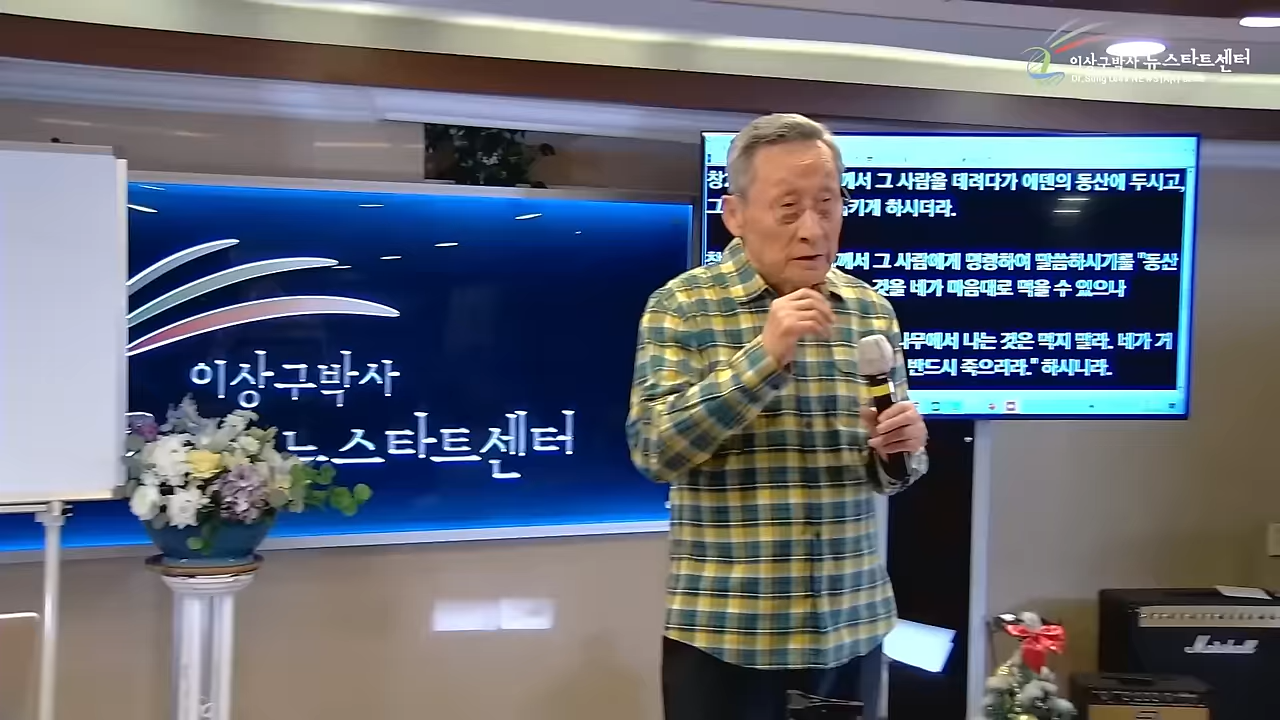 이상구박사 뉴스타트센터
께서 그 사람을 데려다가 에덴의 동산에 두시고,
키게 하시더라.
께서 그 사람에게 명령하여 말씀하시기를 "동산
것을 네가 마음대로 먹을 수 있으나
나무에서 나는 것은 먹지 말라. 네가 거
반드시 죽으리라." 하시니라.
이상구박사
뉴스타트센터
Marshall